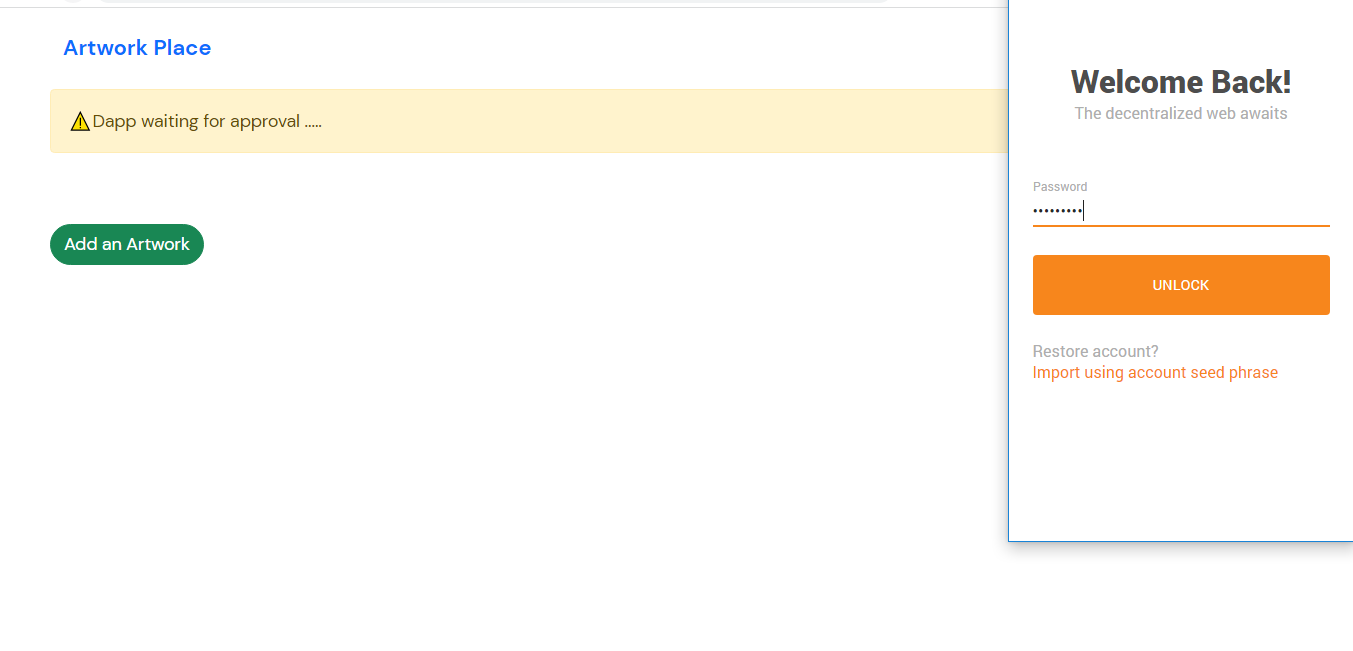 Artwork Place
⚠Dapp waiting for approval .....
Add an Artwork
Welcome Back!
The decentralized web awaits
Password
•••••••••
UNLOCK
Restore account?
Import using account seed phrase